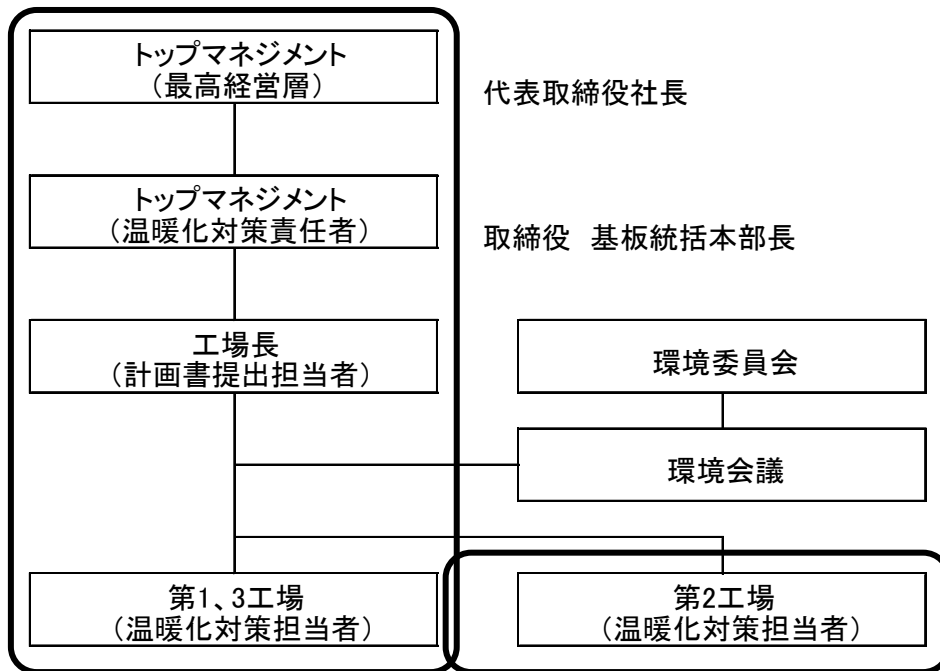 トップマネジメント
（最高経営層）
代表取締役社長
トップマネジメント
（温暖化対策責任者）
取締役　基板統括本部長
工場長
（計画書提出担当者）
環境委員会
環境会議
第1、3工場
（温暖化対策担当者）
第2工場
（温暖化対策担当者）